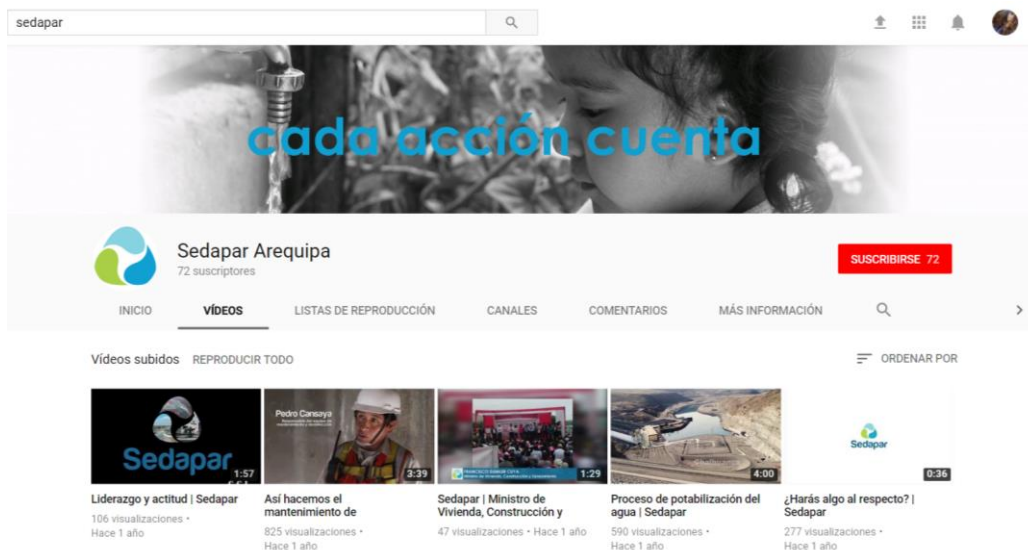 sedapar
cada acción cuenta
Sedapar Arequipa
72 suscriptores
SUSCRIBIRSE 72
INICIO VÍDEOS LISTAS DE REPRODUCCIÓN CANALES COMENTARIOS MÁS INFORMACIÓN
Vídeos subidos REPRODUCIR TODO
ORDENAR POR
Sedapar
1:57
Pedro Cansaya
3:39
1:29
4:00
Sedapar
0:36
Liderazgo y actitud | Sedapar
106 visualizaciones •
Hace 1 año
Así hacemos el
mantenimiento de
825 visualizaciones •
Hace 1 año
Sedapar | Ministro de
Vivienda, Construcción y
47 visualizaciones • Hace 1 año
Proceso de potabilización del
agua | Sedapar
590 visualizaciones •
Hace 1 año
¿Harás algo al respecto? |
Sedapar
277 visualizaciones •
Hace 1 año